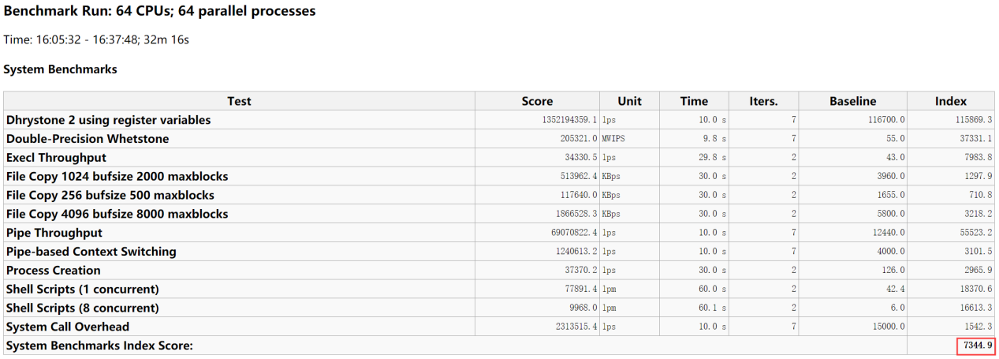 Benchmark Run: 64 CPUs; 64 parallel processes
Time: 16:05:32 - 16:37:48; 32m 16s
System Benchmarks
Test Score Unit Time Iters. Baseline Index
Dhrystone 2 using register variables 1352194359.1 lps 10.0 s 7 116700.0 115869.3
Double-Precision Whetstone 205321.0 MWIPS 9.8 s 7 55.0 37331.1
Execl Throughput 34330.5 lps 29.8 s 2 43.0 7983.8
File Copy 1024 bufsize 2000 maxblocks 513962.4 KBps 30.0 s 2 3960.0 1297.9
File Copy 256 bufsize 500 maxblocks 117640.0 KBps 30.0 s 2 1655.0 710.8
File Copy 4096 bufsize 8000 maxblocks 1866528.3 KBps 30.0 s 2 5800.0 3218.2
Pipe Throughput 69070822.4 lps 10.0 s 7 12440.0 55523.2
Pipe-based Context Switching 1240613.2 lps 10.0 s 7 4000.0 3101.5
Process Creation 37370.2 lps 30.0 s 2 126.0 2965.9
Shell Scripts (1 concurrent) 77891.4 lpm 60.0 s 2 42.4 18370.6
Shell Scripts (8 concurrent) 9968.0 lpm 60.1 s 2 6.0 16613.3
System Call Overhead 2313515.4 lps 10.0 s 7 15000.0 1542.3
System Benchmarks Index Score: 7344.9